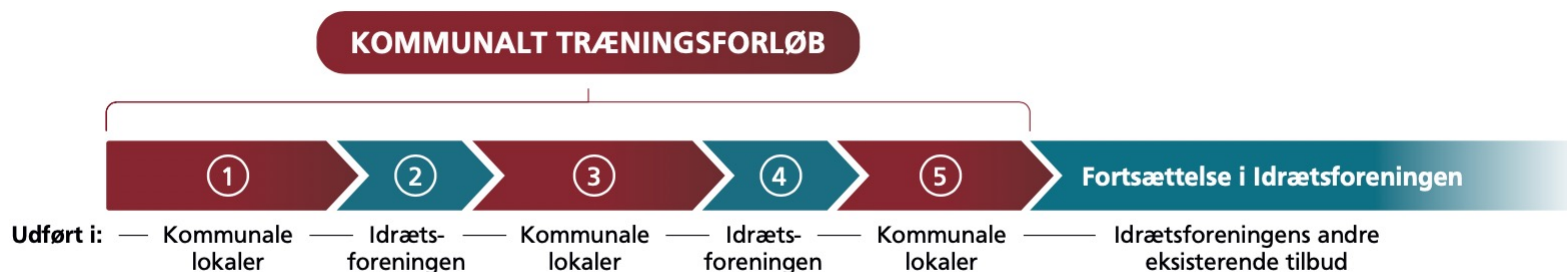 KOMMUNALT TRÆNINGSFORLØB
1 2 3 4 5 Fortsættelse i Idrætsforeningen
Udført i: Kommunale Idræts- Kommunale Idræts- Kommunale Idrætsforeningens andre
lokaler foreningen lokaler foreningen lokaler eksisterende tilbud